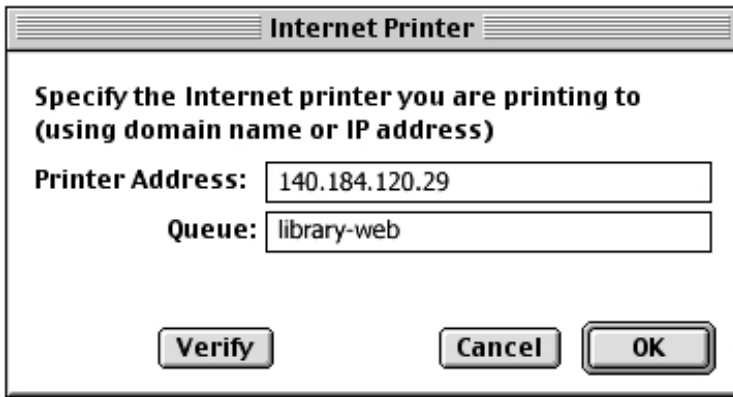 Internet Printer
Specify the Internet printer you are printing to
(using domain name or IP address)
Printer Address: 140.184.120.29
Queue: library-web
Verify Cancel OK